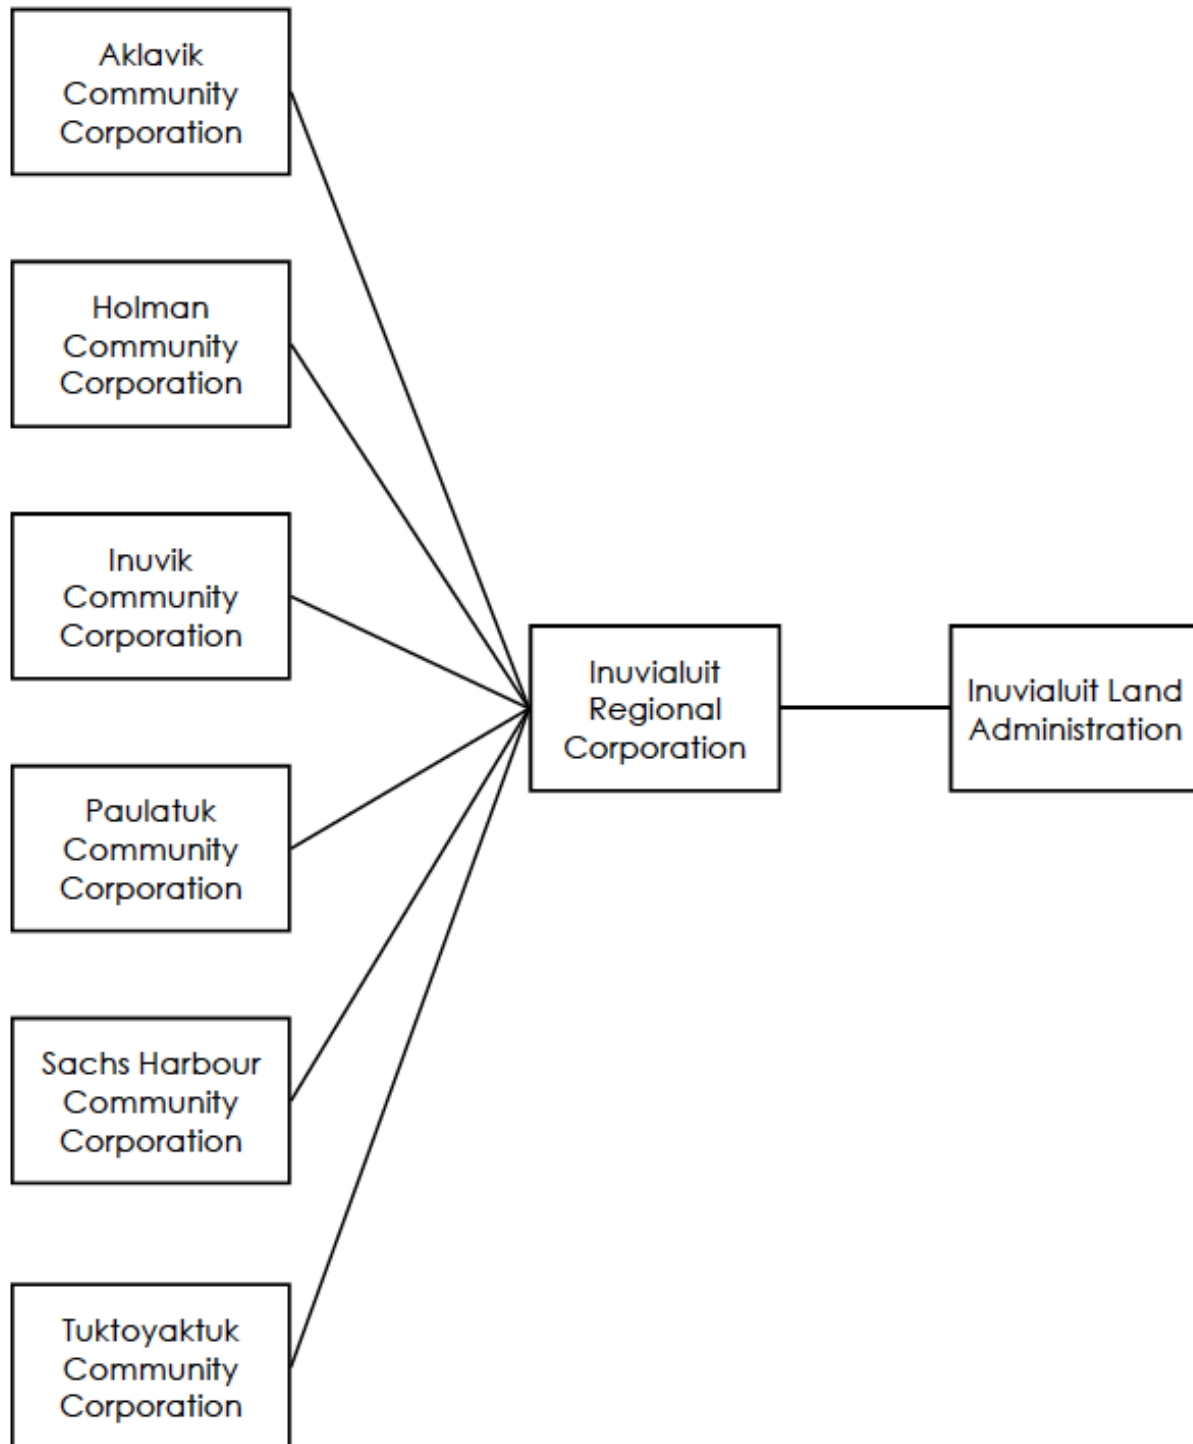 Aklavik
Community
Corporation
Holman
Community
Corporation
Inuvik
Community
Corporation
Paulatuk
Community
Corporation
Sachs Harbour
Community
Corporation
Tuktoyaktuk
Community
Corporation
Inuvialuit
Regional
Corporation
Inuvialuit Land
Administration